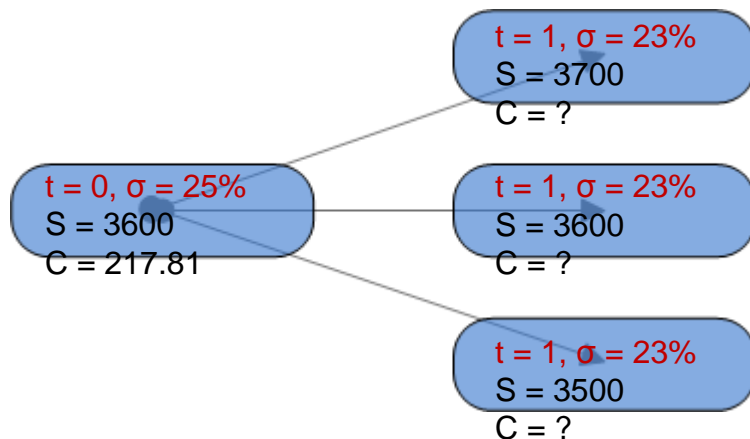 t = 1, σ = 23%
S = 3700
C = ?
t = 0, σ = 25%
S = 3600
C = 217.81
t = 1, σ = 23%
S = 3600
C = ?
t = 1, σ = 23%
S = 3500
C = ?